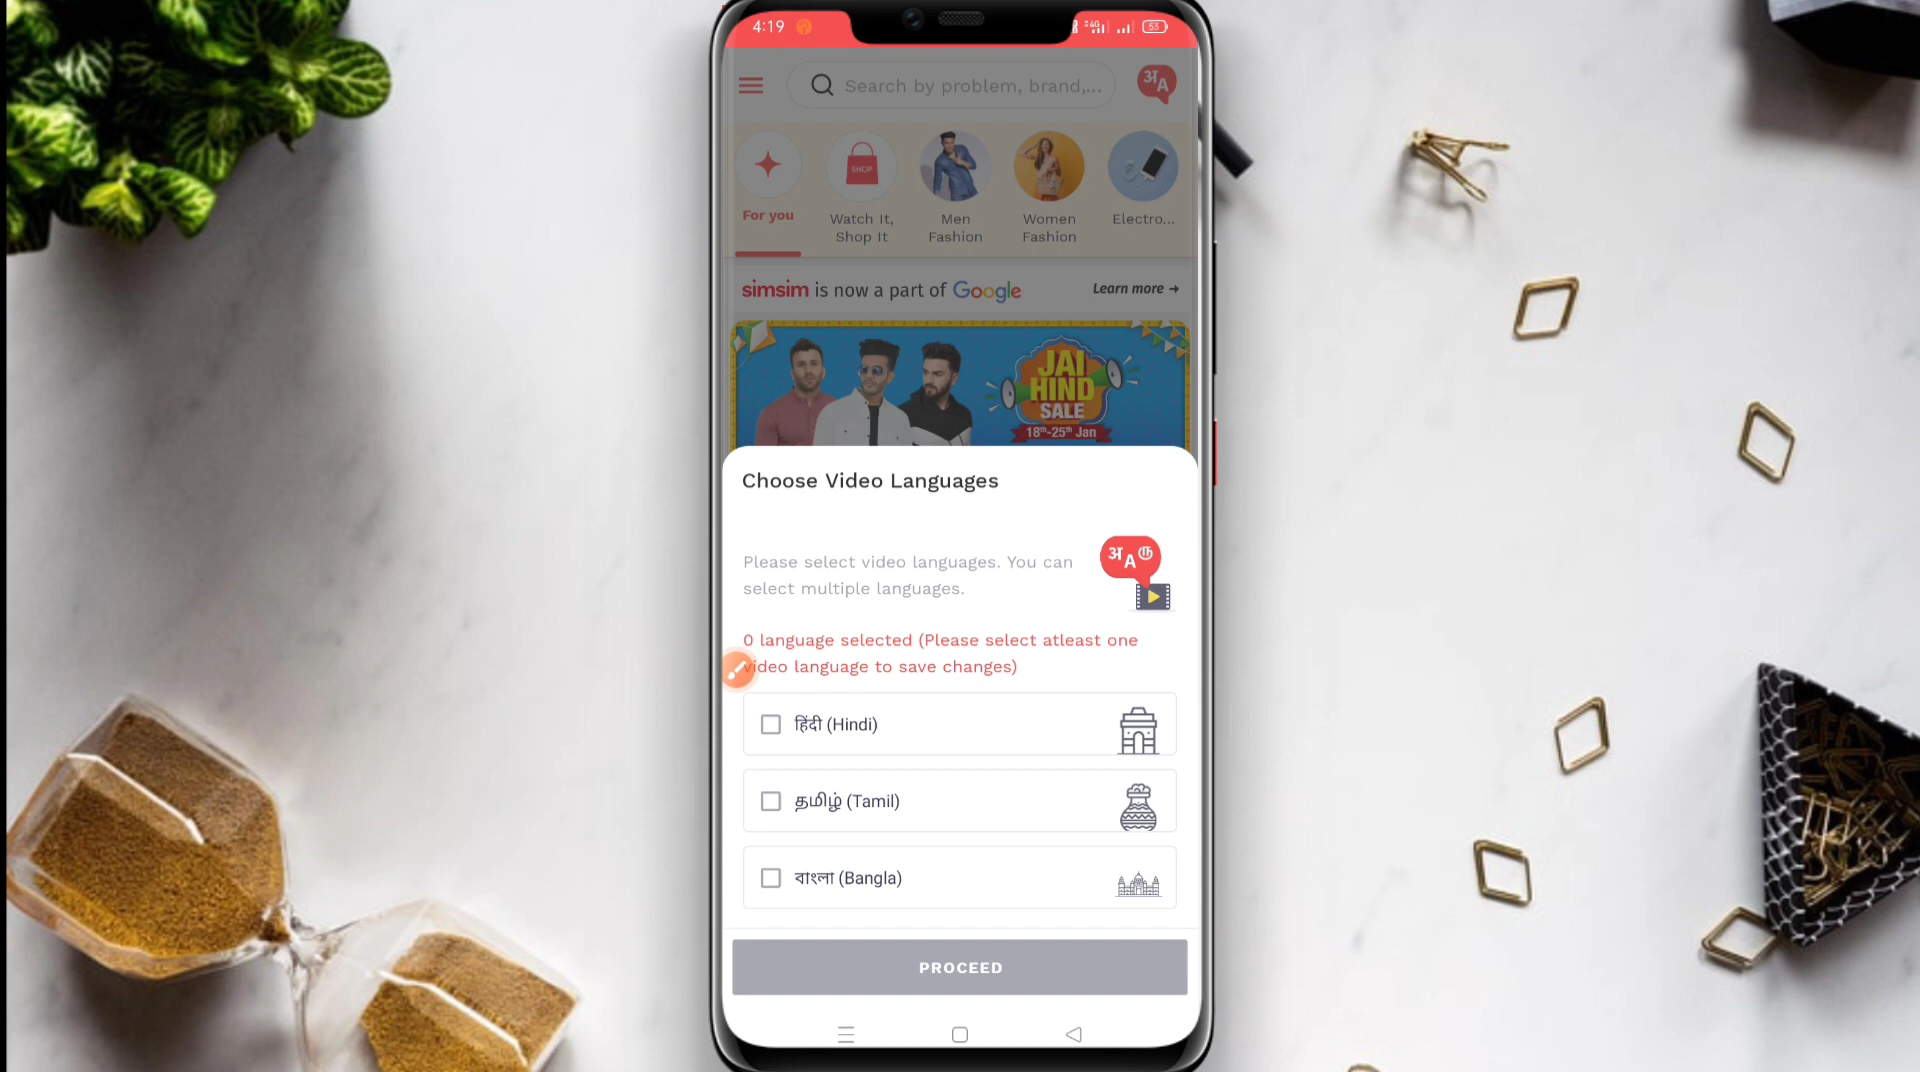 4:19
4G
53
Search by problem, brand,...
अ A
SHOP
For you
Watch It,
Shop It
Men
Fashion
Women
Fashion
Electro...
simsim is now a part of Google
Learn more →
JAI
HIND
SALE
18th-25th Jan
Choose Video Languages
अ A ரு
Please select video languages. You can
select multiple languages.
0 language selected (Please select atleast one
video language to save changes)
हिंदी (Hindi)
தமிழ் (Tamil)
বাংলা (Bangla)
PROCEED